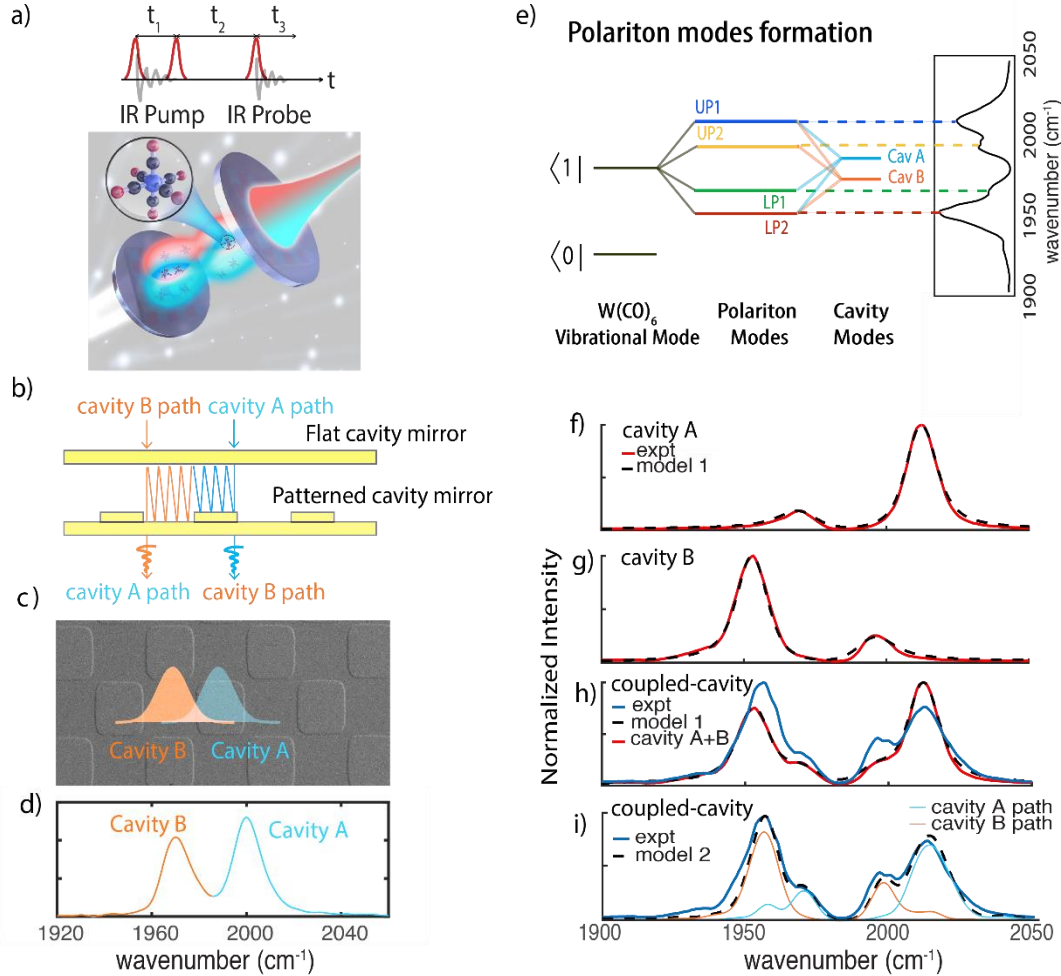 a)
t1
t2
t3
t
IR Pump
IR Probe
b)
cavity B path
cavity A path
Flat cavity mirror
Patterned cavity mirror
cavity A path
cavity B path
c)
Cavity B
Cavity A
d)
Cavity B
Cavity A
1920
1960
2000
2040
wavenumber (cm-1)
e)
Polariton modes formation
UP1
UP2
Cav A
Cav B
⟨1|
LP1
LP2
⟨0|
W(CO)6
Vibrational Mode
Polariton
Modes
Cavity
Modes
2050
2000
1950
1900
wavenumber (cm-1)
f)
cavity A
expt
model 1
g)
cavity B
Normalized Intensity
h)
coupled-cavity
expt
model 1
cavity A+B
i)
coupled-cavity
expt
model 2
cavity A path
cavity B path
1900
1950
2000
2050
wavenumber (cm-1)